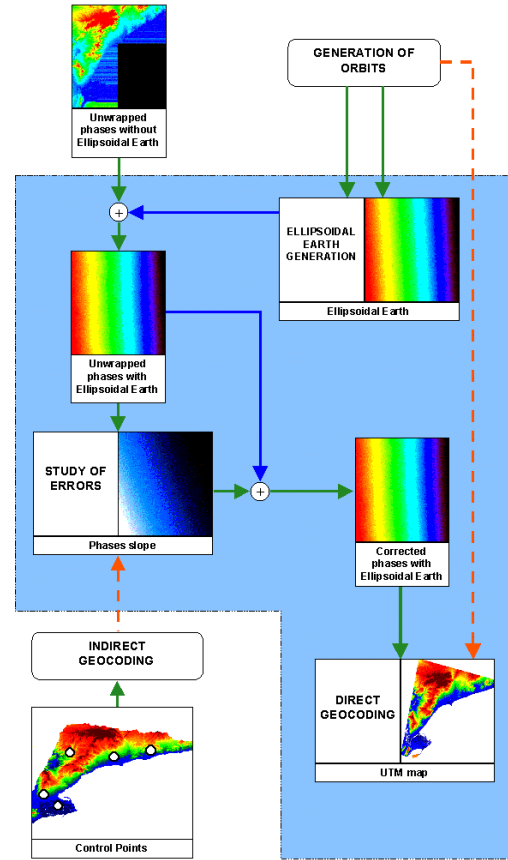 GENERATION OF
ORBITS
Unwrapped
phases without
Ellipsoidal Earth
+
ELLIPSOIDAL
EARTH
GENERATION
Ellipsoidal Earth
Unwrapped
phases with
Ellipsoidal Earth
STUDY OF
ERRORS
Phases slope
+
Corrected
phases with
Ellipsoidal Earth
INDIRECT
GEOCODING
DIRECT
GEOCODING
UTM map
Control Points